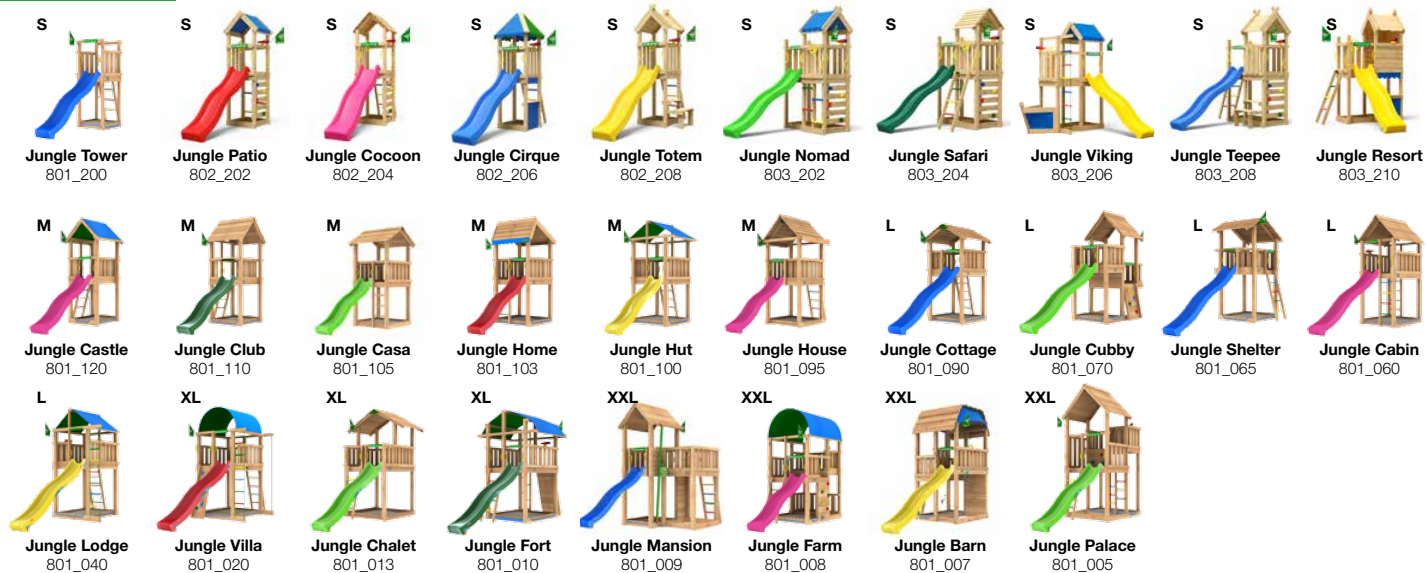 S S S S S S S S S S
Jungle Tower Jungle Patio Jungle Cocoon Jungle Cirque Jungle Totem Jungle Nomad Jungle Safari Jungle Viking Jungle Teepee Jungle Resort
801_200 802_202 802_204 802_206 802_208 803_202 803_204 803_206 803_208 803_210
M M M M M M L L L L
Jungle Castle Jungle Club Jungle Casa Jungle Home Jungle Hut Jungle House Jungle Cottage Jungle Cubby Jungle Shelter Jungle Cabin
801_120 801_110 801_105 801_103 801_100 801_095 801_090 801_070 801_065 801_060
L XL XL XL XXL XXL XXL XXL
Jungle Lodge Jungle Villa Jungle Chalet Jungle Fort Jungle Mansion Jungle Farm Jungle Barn Jungle Palace
801_040 801_020 801_013 801_010 801_009 801_008 801_007 801_005